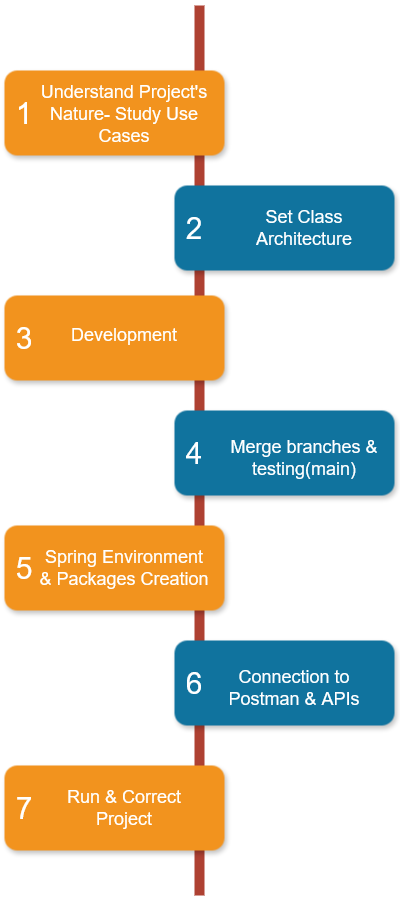 1
Understand Project's
Nature- Study Use
Cases
2
Set Class
Architecture
3
Development
4
Merge branches &
testing(main)
5
Spring Environment
& Packages Creation
6
Connection to
Postman & APIs
7
Run & Correct
Project